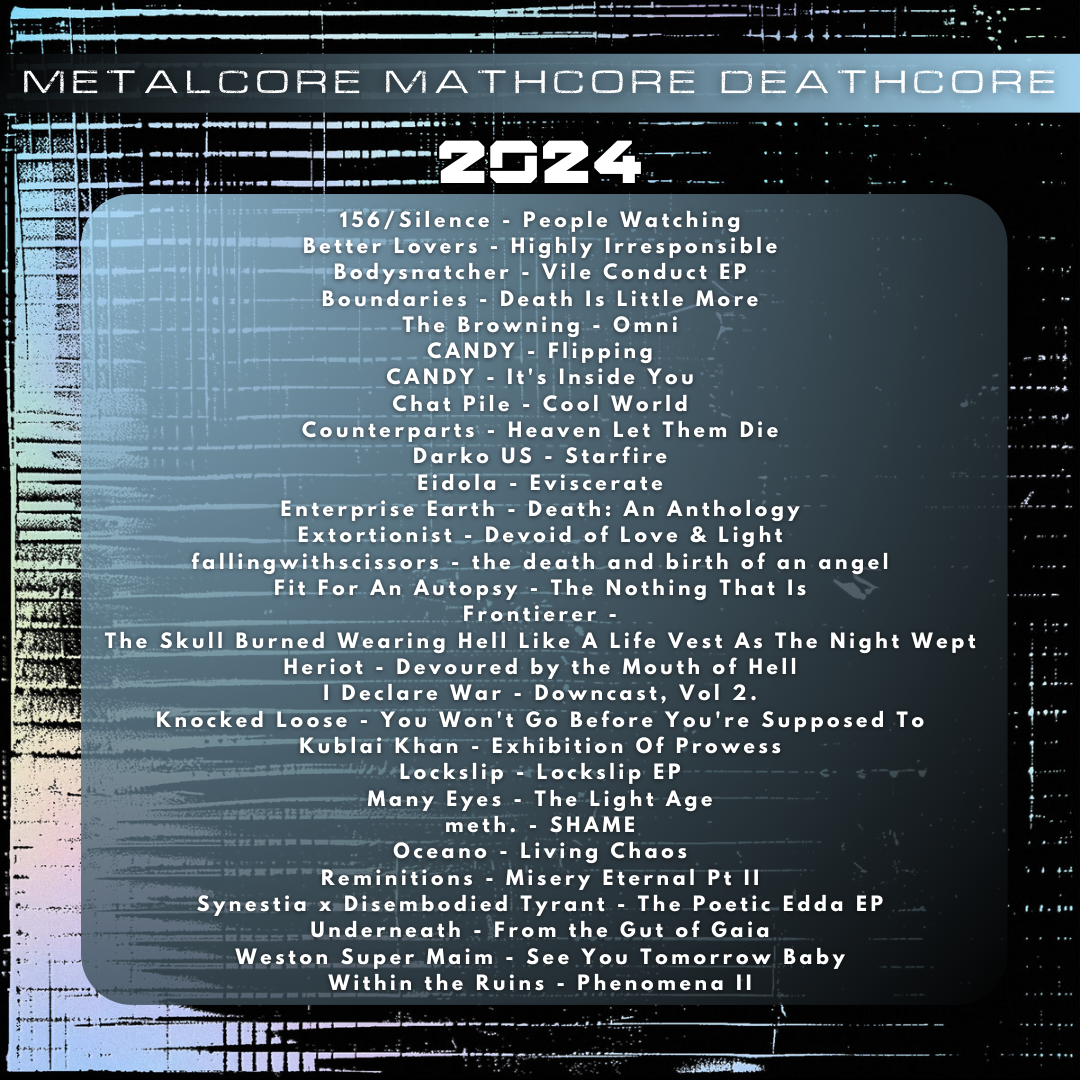 METALCORE MATHCORE DEATHCORE
2024
156/Silence - People Watching
Better Lovers - Highly Irresponsible
Bodysnatcher - Vile Conduct EP
Boundaries - Death Is Little More
The Browning - Omni
CANDY - Flipping
CANDY - It's Inside You
Chat Pile - Cool World
Counterparts - Heaven Let Them Die
Darko US - Starfire
Eidola - Eviscerate
Enterprise Earth - Death: An Anthology
Extortionist - Devoid of Love & Light
fallingwithscissors - the death and birth of an angel
Fit For An Autopsy - The Nothing That Is
Frontierer -
The Skull Burned Wearing Hell Like A Life Vest As The Night Wept
Heriot - Devoured by the Mouth of Hell
I Declare War - Downcast, Vol 2.
Knocked Loose - You Won't Go Before You're Supposed To
Kublai Khan - Exhibition Of Prowess
Lockslip - Lockslip EP
Many Eyes - The Light Age
meth. - SHAME
Oceano - Living Chaos
Reminitions - Misery Eternal Pt II
Synestia x Disembodied Tyrant - The Poetic Edda EP
Underneath - From the Gut of Gaia
Weston Super Maim - See You Tomorrow Baby
Within the Ruins - Phenomena II